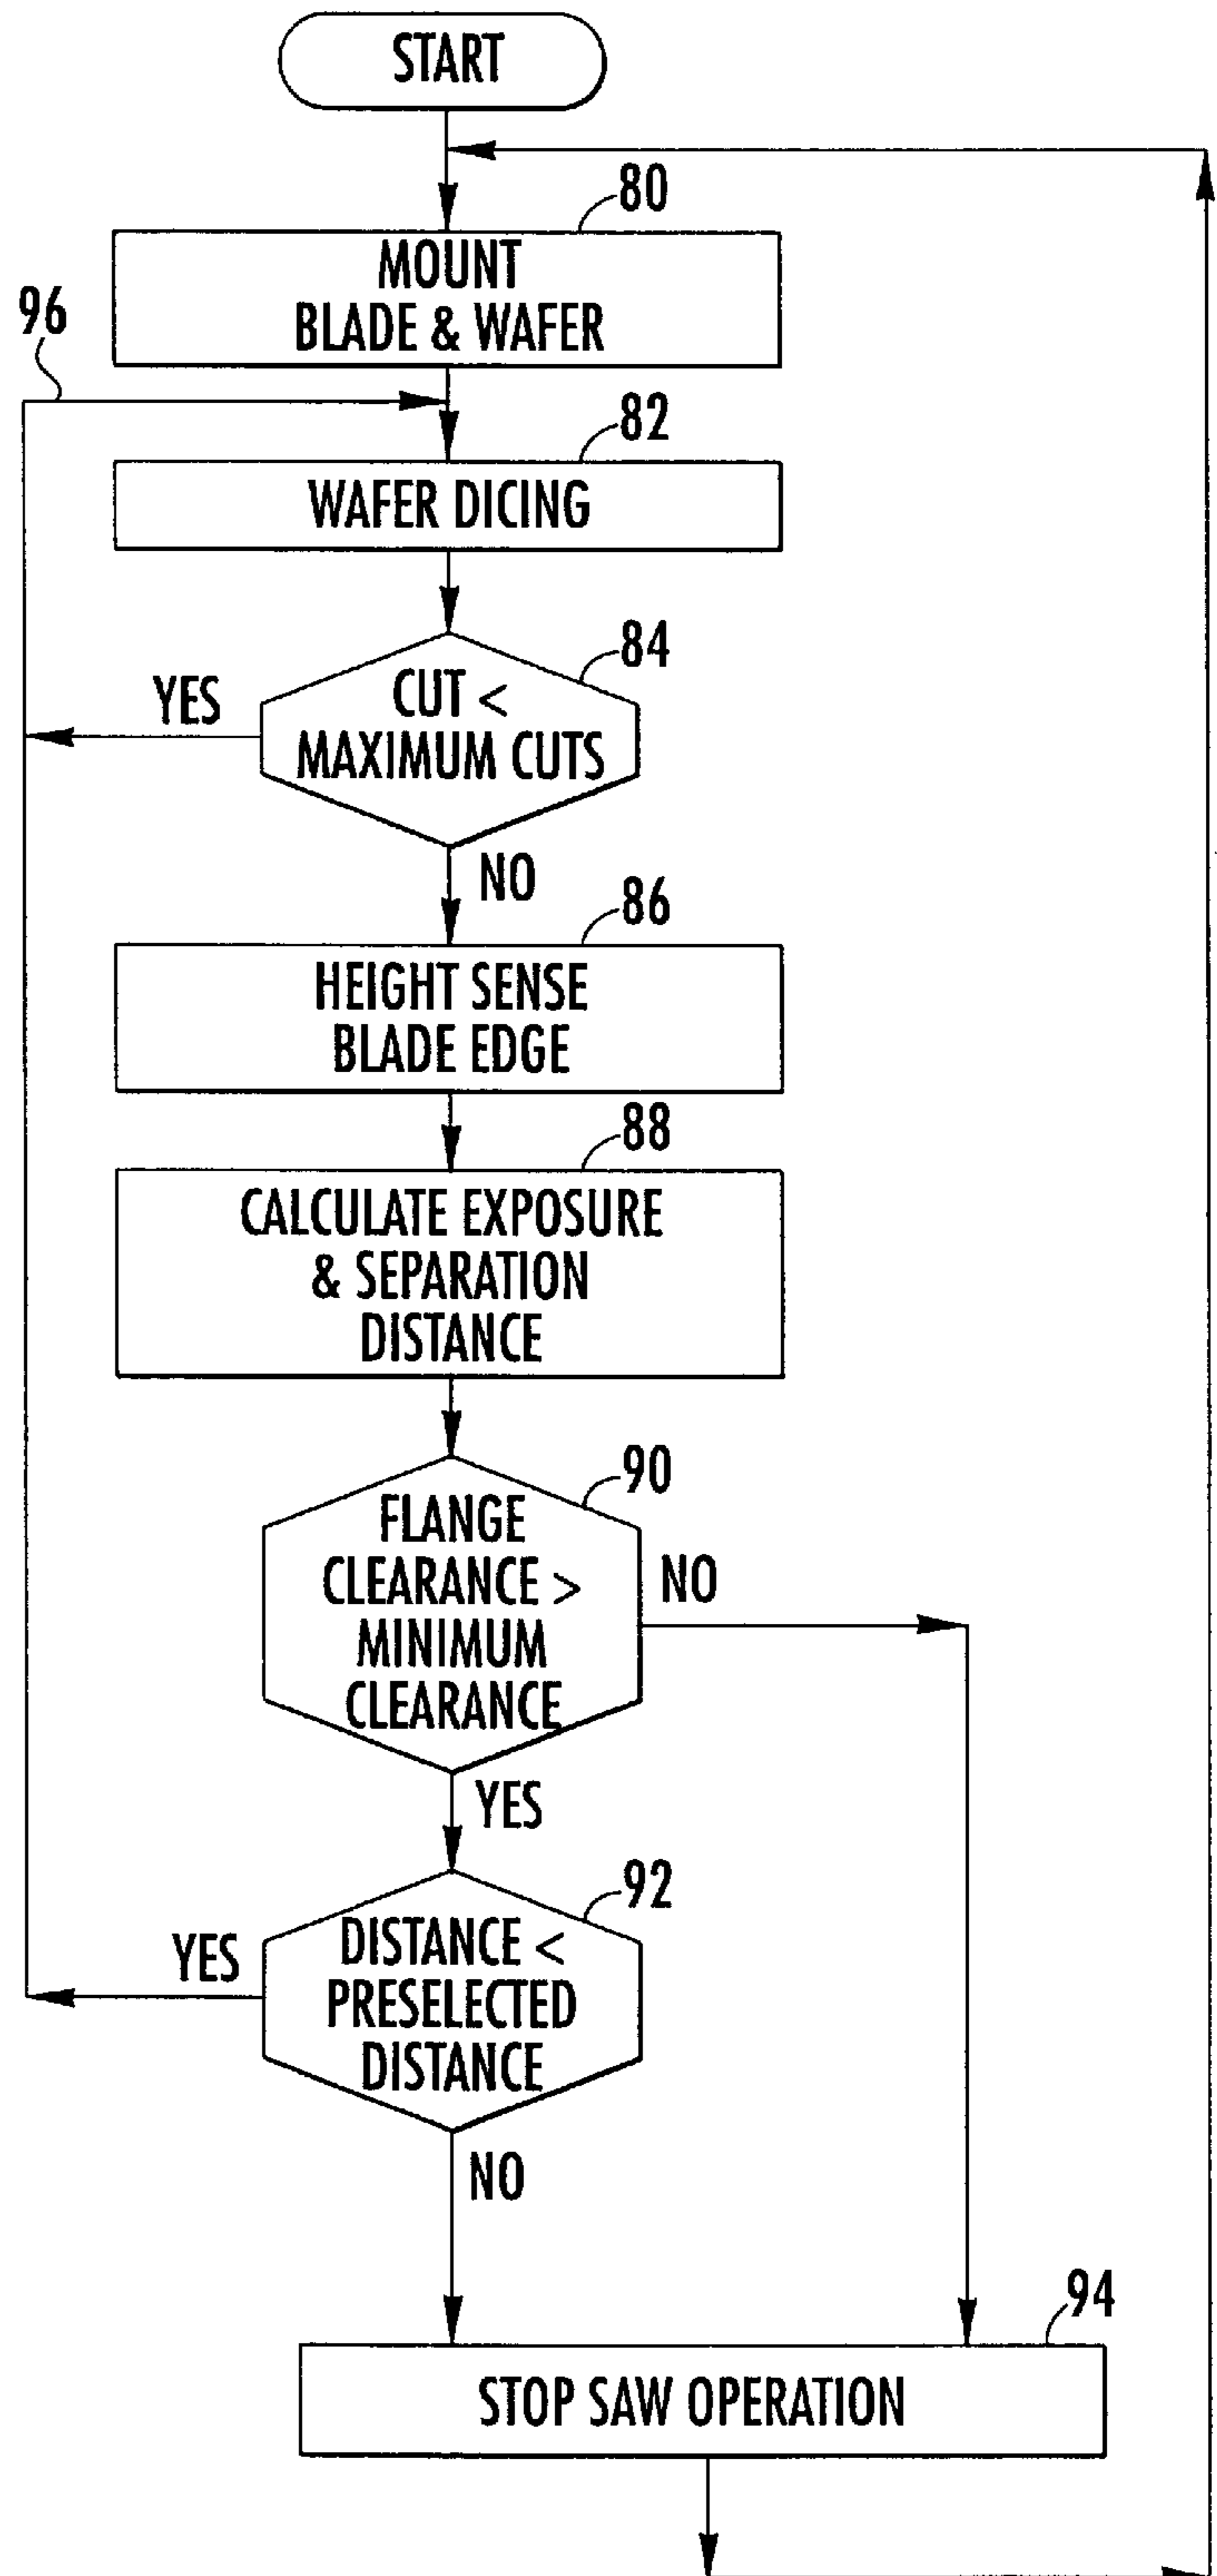 START
80
MOUNT
BLADE & WAFER
96
82
WAFER DICING
84
CUT <
MAXIMUM CUTS
YES
NO
86
HEIGHT SENSE
BLADE EDGE
88
CALCULATE EXPOSURE
& SEPARATION
DISTANCE
90
FLANGE
CLEARANCE >
MINIMUM
CLEARANCE
NO
YES
92
DISTANCE <
PRESELECTED
DISTANCE
YES
NO
94
STOP SAW OPERATION